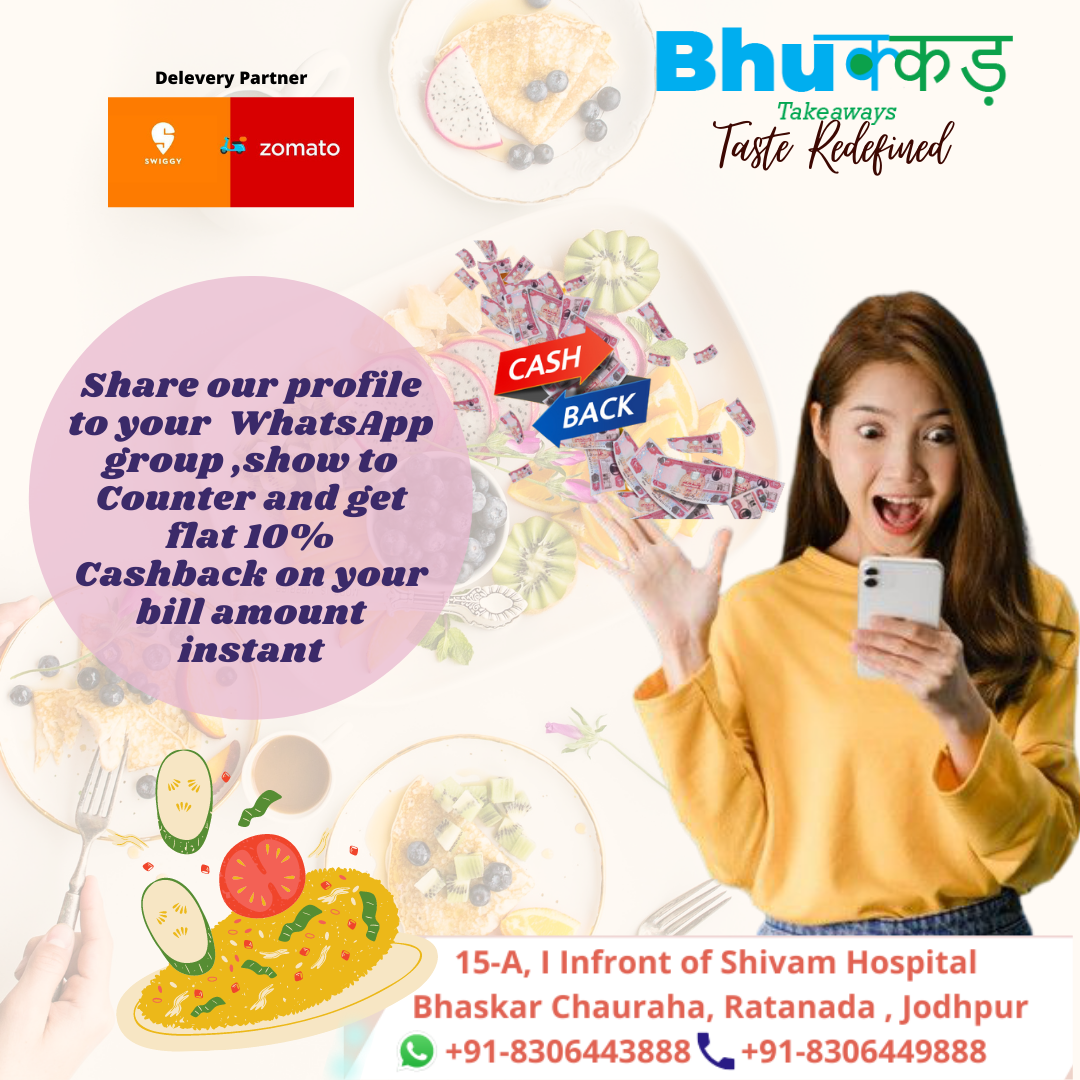 Delevery Partner
SWIGGY
zomato
Bhuक्कड़
Takeaways
Taste Redefined
CASH
BACK
Share our profile
to your WhatsApp
group ,show to
Counter and get
flat 10%
Cashback on your
bill amount
instant
15-A, I Infront of Shivam Hospital
Bhaskar Chauraha, Ratanada , Jodhpur
+91-8306443888 +91-8306449888